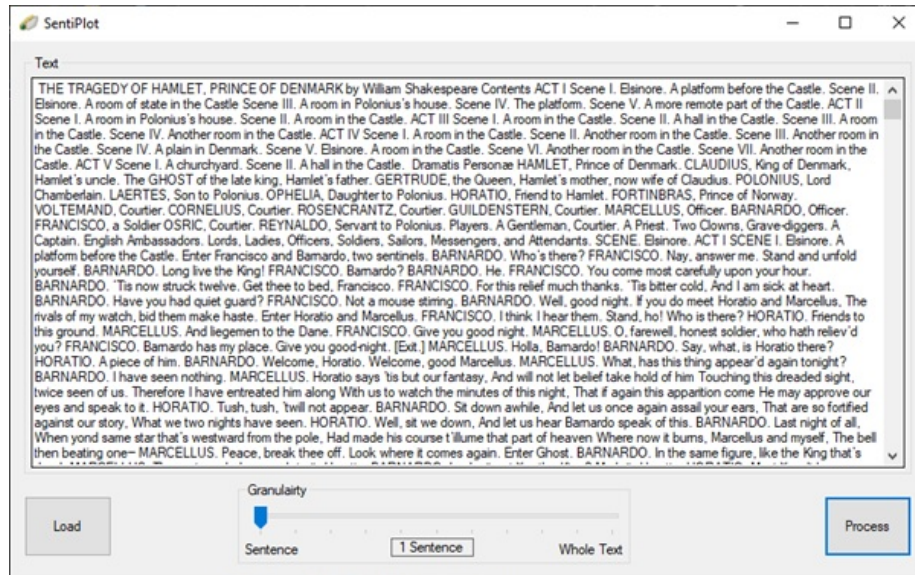 SentiPlot
Text
THE TRAGEDY OF HAMLET, PRINCE OF DENMARK by William Shakespeare Contents ACT I Scene I. Elsinore. A platform before the Castle. Scene II.
Elsinore. A room of state in the Castle Scene III. A room in Polonius's house. Scene IV. The platform. Scene V. A more remote part of the Castle. ACT II
Scene I. A room in Polonius's house. Scene II. A room in the Castle. ACT III Scene I. A room in the Castle. Scene II. A hall in the Castle. Scene III. A room
in the Castle. Scene IV. Another room in the Castle. ACT IV Scene I. A room in the Castle. Scene II. Another room in the Castle. Scene III. Another room in
the Castle. Scene IV. A plain in Denmark. Scene V. Elsinore. A room in the Castle. Scene VI. Another room in the Castle. Scene VII. Another room in the
Castle. ACT V Scene I. A churchyard. Scene II. A hall in the Castle. Dramatis Personæ HAMLET, Prince of Denmark. CLAUDIUS, King of Denmark,
Hamlet's uncle. The GHOST of the late king, Hamlet's father. GERTRUDE, the Queen, Hamlet's mother, now wife of Claudius. POLONIUS, Lord
Chamberlain. LAERTES, Son to Polonius. OPHELIA, Daughter to Polonius. HORATIO, Friend to Hamlet. FORTINBRAS, Prince of Norway.
VOLTEMAND, Courtier. CORNELIUS, Courtier. ROSENCRANTZ, Courtier. GUILDENSTERN, Courtier. MARCELLUS, Officer. BARNARDO, Officer.
FRANCISCO, a Soldier OSRIC, Courtier. REYNALDO, Servant to Polonius. Players. A Gentleman, Courtier. A Priest. Two Clowns, Grave-diggers. A
Captain. English Ambassadors. Lords, Ladies, Officers, Soldiers, Sailors, Messengers, and Attendants. SCENE. Elsinore. ACT I SCENE I. Elsinore. A
platform before the Castle. Enter Francisco and Barnardo, two sentinels. BARNARDO. Who's there? FRANCISCO. Nay, answer me. Stand and unfold
yourself. BARNARDO. Long live the King! FRANCISCO. Barnardo? BARNARDO. He. FRANCISCO. You come most carefully upon your hour.
BARNARDO. 'Tis now struck twelve. Get thee to bed, Francisco. FRANCISCO. For this relief much thanks. 'Tis bitter cold, And I am sick at heart.
BARNARDO. Have you had quiet guard? FRANCISCO. Not a mouse stirring. BARNARDO. Well, good night. If you do meet Horatio and Marcellus, The
rivals of my watch, bid them make haste. Enter Horatio and Marcellus. FRANCISCO. I think I hear them. Stand, ho! Who is there? HORATIO. Friends to
this ground. MARCELLUS. And liegemen to the Dane. FRANCISCO. Give you good night. MARCELLUS. O, farewell, honest soldier, who hath reliev'd
you? FRANCISCO. Barnardo has my place. Give you good-night. [Exit.] MARCELLUS. Holla, Barnardo! BARNARDO. Say, what, is Horatio there?
HORATIO. A piece of him. BARNARDO. Welcome, Horatio. Welcome, good Marcellus. MARCELLUS. What, has this thing appear'd again tonight?
BARNARDO. I have seen nothing. MARCELLUS. Horatio says 'tis but our fantasy, And will not let belief take hold of him Touching this dreaded sight,
twice seen of us. Therefore I have entreated him along With us to watch the minutes of this night, That if again this apparition come He may approve our
eyes and speak to it. HORATIO. Tush, tush, 'twill not appear. BARNARDO. Sit down awhile, And let us once again assail your ears, That are so fortified
against our story, What we two nights have seen. HORATIO. Well, sit we down, And let us hear Barnardo speak of this. BARNARDO. Last night of all,
When yond same star that's westward from the pole, Had made his course t'illume that part of heaven Where now it burns, Marcellus and myself, The bell
then beating one— MARCELLUS. Peace, break thee off. Look where it comes again. Enter Ghost. BARNARDO. In the same figure, like the King that's
Granulairty
Load
Process
Sentence
1 Sentence
Whole Text